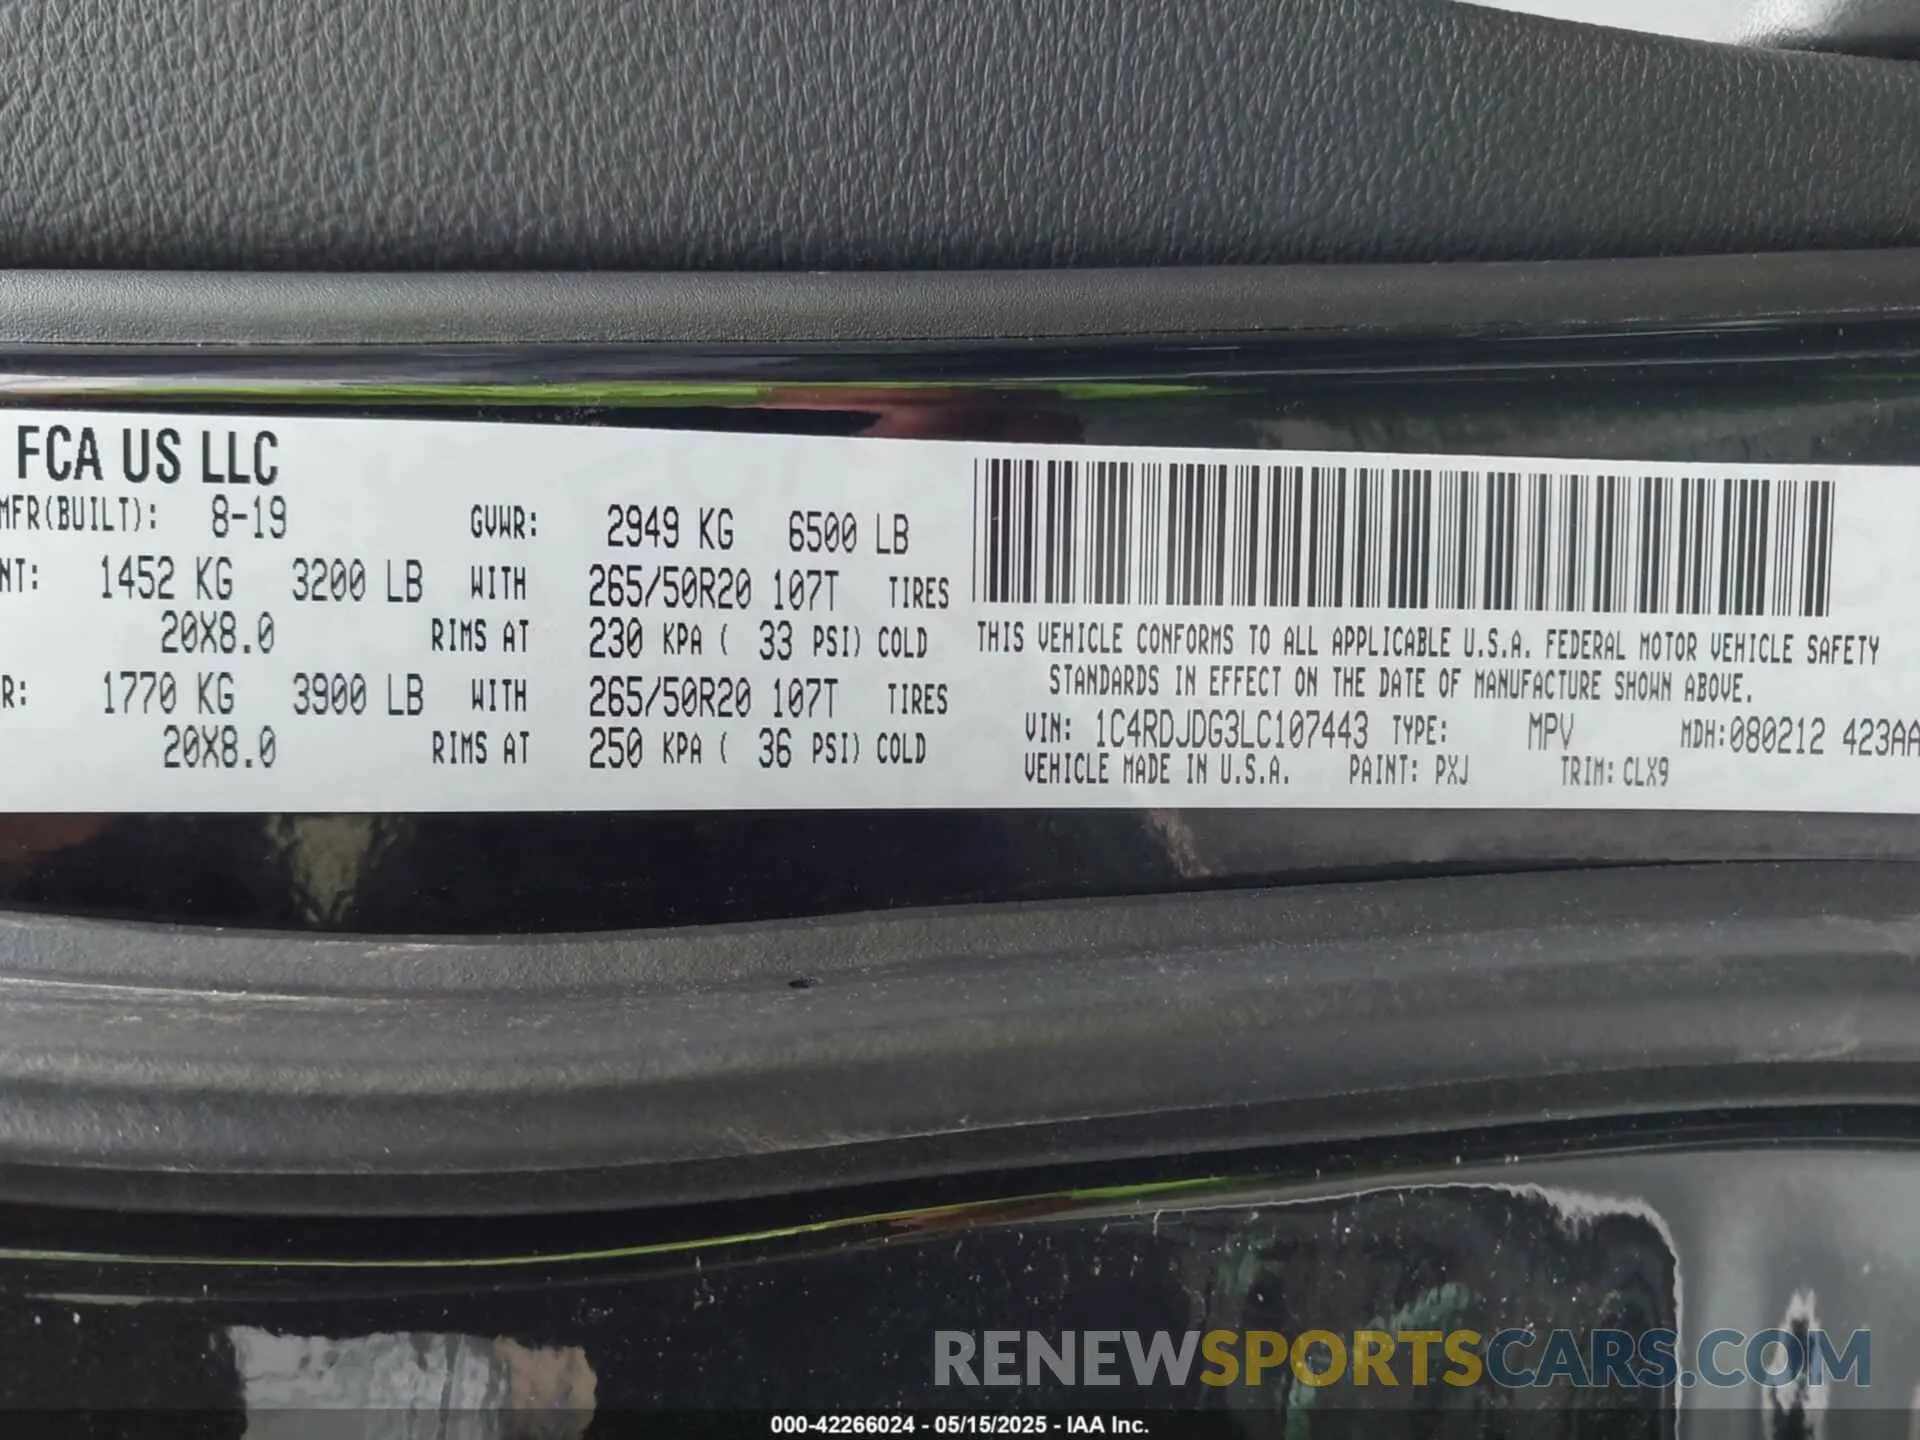 FCA US LLC
MFR(BUILT): 8-19 GVWR: 2949 KG 6500 LB
NT: 1452 KG 3200 LB WITH 265/50R20 107T TIRES
20X8.0 RIMS AT 230 KPA ( 33 PSI) COLD
R: 1770 KG 3900 LB WITH 265/50R20 107T TIRES
20X8.0 RIMS AT 250 KPA ( 36 PSI) COLD
THIS VEHICLE CONFORMS TO ALL APPLICABLE U.S.A. FEDERAL MOTOR VEHICLE SAFETY
STANDARDS IN EFFECT ON THE DATE OF MANUFACTURE SHOWN ABOVE.
VIN: 1C4RDJDG3LC107443 TYPE: MPV MDH:080212 423AA
VEHICLE MADE IN U.S.A. PAINT: PXJ TRIM: CLX9
RENEWSPORTSCARS.COM
000-42266024 - 05/15/2025 - IAA Inc.